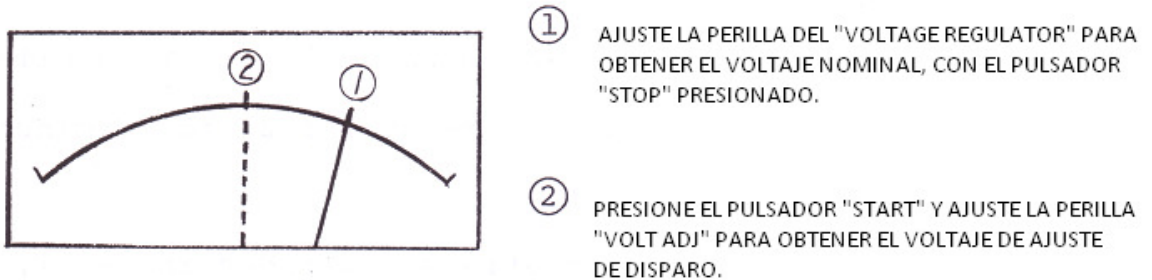 ②
①
① AJUSTE LA PERILLA DEL "VOLTAGE REGULATOR" PARA
OBTENER EL VOLTAJE NOMINAL, CON EL PULSADOR
"STOP" PRESIONADO.
② PRESIONE EL PULSADOR "START" Y AJUSTE LA PERILLA
"VOLT ADJ" PARA OBTENER EL VOLTAJE DE AJUSTE
DE DISPARO.